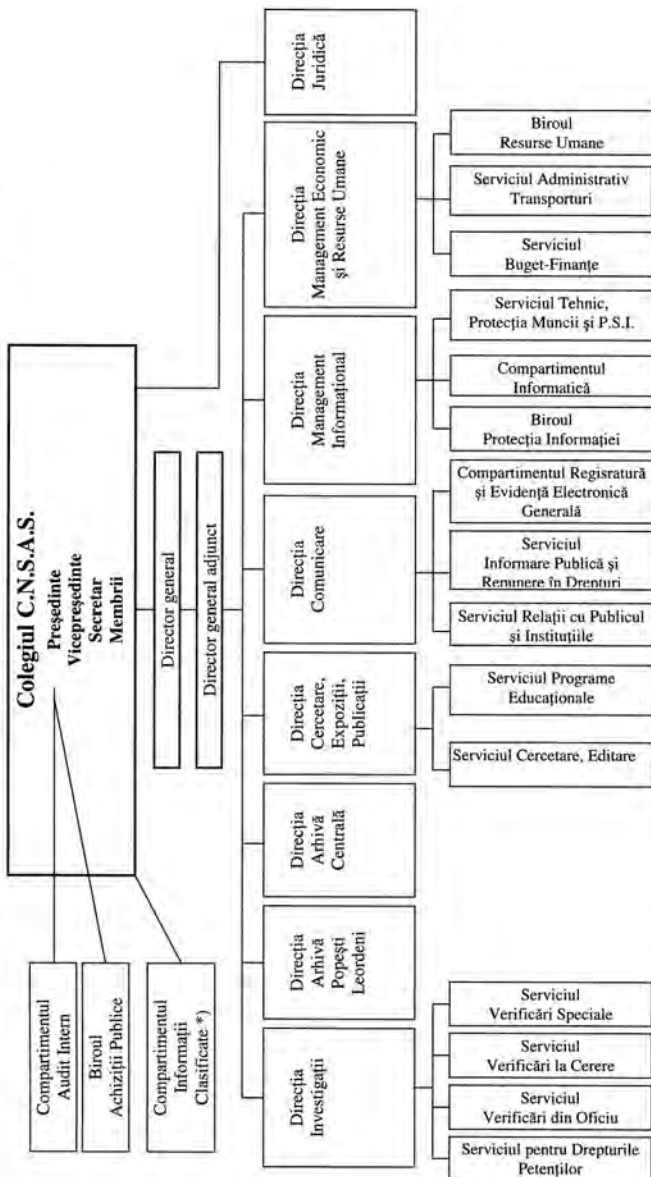 Colegiul C.N.S.A.S.
Președinte
Vicepreședinte
Secretar
Membrii
Compartimentul
Audit Intern
Biroul
Achiziții Publice
Compartimentul
Informații
Clasificate *)
Director general
Director general adjunct
Direcția
Investigații
Direcția
Arhivă
Popești
Leordeni
Direcția
Arhivă
Centrală
Direcția
Cercetare,
Expoziții,
Publicații
Direcția
Comunicare
Direcția
Management
Informațional
Direcția
Management Economic
și Resurse Umane
Direcția
Juridică
Serviciul pentru Drepturile
Petenților
Serviciul
Verificări din Oficiu
Serviciul
Verificări la Cerere
Serviciul
Verificări Speciale
Serviciul Cercetare, Editare
Serviciul Programe
Educaționale
Serviciul Relații cu Publicul
și Instituțiile
Serviciul
Informare Publică și
Repunere în Drepturi
Compartimentul Regisratură
și Evidență Electronică
Generală
Biroul
Protecția Informației
Compartimentul
Informatică
Serviciul Tehnic,
Protecția Muncii și P.S.I.
Serviciul
Buget-Finanțe
Serviciul Administrativ
Transporturi
Biroul
Resurse Umane